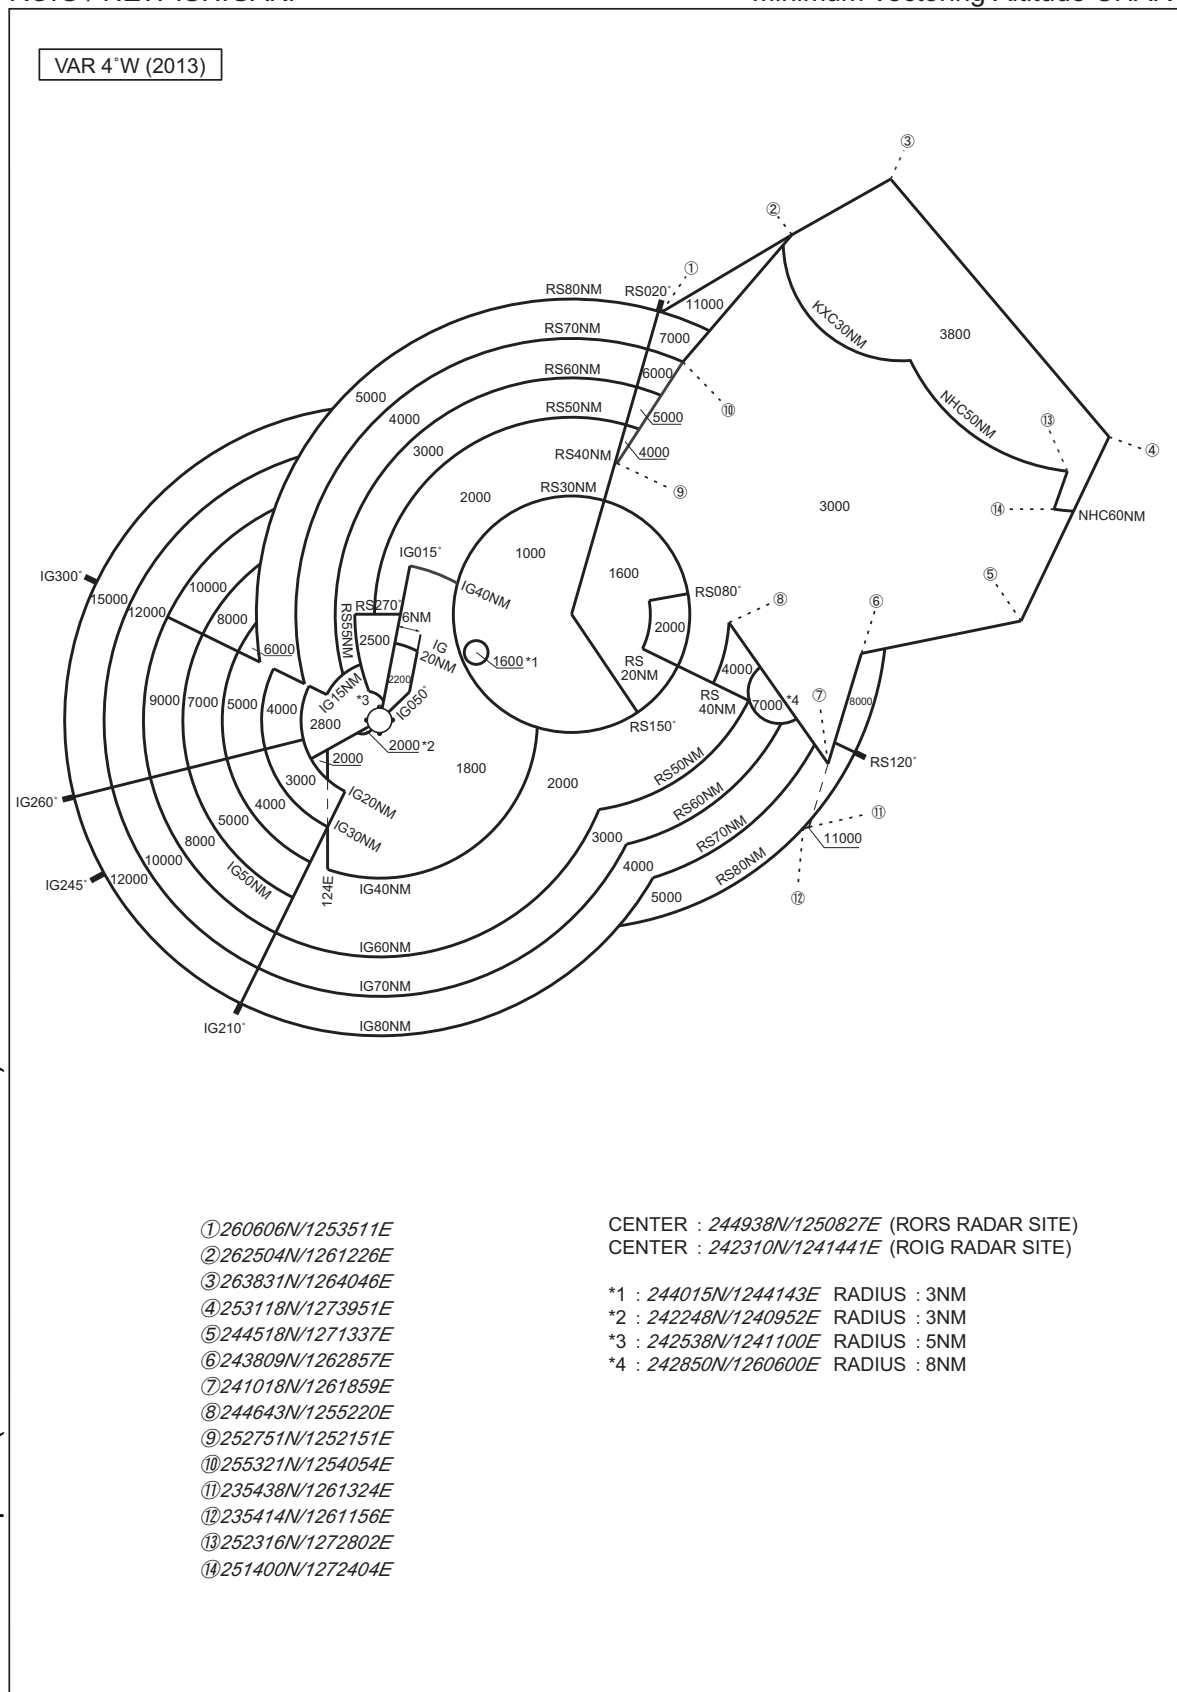 VAR 4°W (2013)
③
②
①
RS80NM
RS020°
11000
RS70NM
7000
KXC30NM
3800
RS60NM
6000
5000
⑩
NHC50NM
⑬
④
RS50NM
5000
4000
3000
RS40NM
4000
⑨
RS30NM
2000
3000
⑭
NHC60NM
1000
IG015°
1600
IG300°
10000
IG40NM
RS080°
⑧
⑤
⑥
15000
12000
8000
RS270°
6NM
RS55NM
2500
IG
20NM
2000
6000
1600 *1
RS
20NM
4000
IG15NM
2200
*3
IG050°
RS
40NM
7000 *4
⑦
8000
9000
7000
5000
4000
2800
2000 *2
RS150°
RS120°
2000
1800
2000
RS50NM
3000
IG20NM
RS60NM
IG260°
4000
5000
8000
10000
IG30NM
3000
RS70NM
⑪
11000
IG245°
12000
IG50NM
124E
IG40NM
4000
RS80NM
5000
⑫
IG60NM
IG70NM
IG210°
IG80NM
①260606N/1253511E
②262504N/1261226E
③263831N/1264046E
④253118N/1273951E
⑤244518N/1271337E
⑥243809N/1262857E
⑦241018N/1261859E
⑧244643N/1255220E
⑨252751N/1252151E
⑩255321N/1254054E
⑪235438N/1261324E
⑫235414N/1261156E
⑬252316N/1272802E
⑭251400N/1272404E
CENTER : 244938N/1250827E (RORS RADAR SITE)
CENTER : 242310N/1241441E (ROIG RADAR SITE)
*1 : 244015N/1244143E RADIUS : 3NM
*2 : 242248N/1240952E RADIUS : 3NM
*3 : 242538N/1241100E RADIUS : 5NM
*4 : 242850N/1260600E RADIUS : 8NM